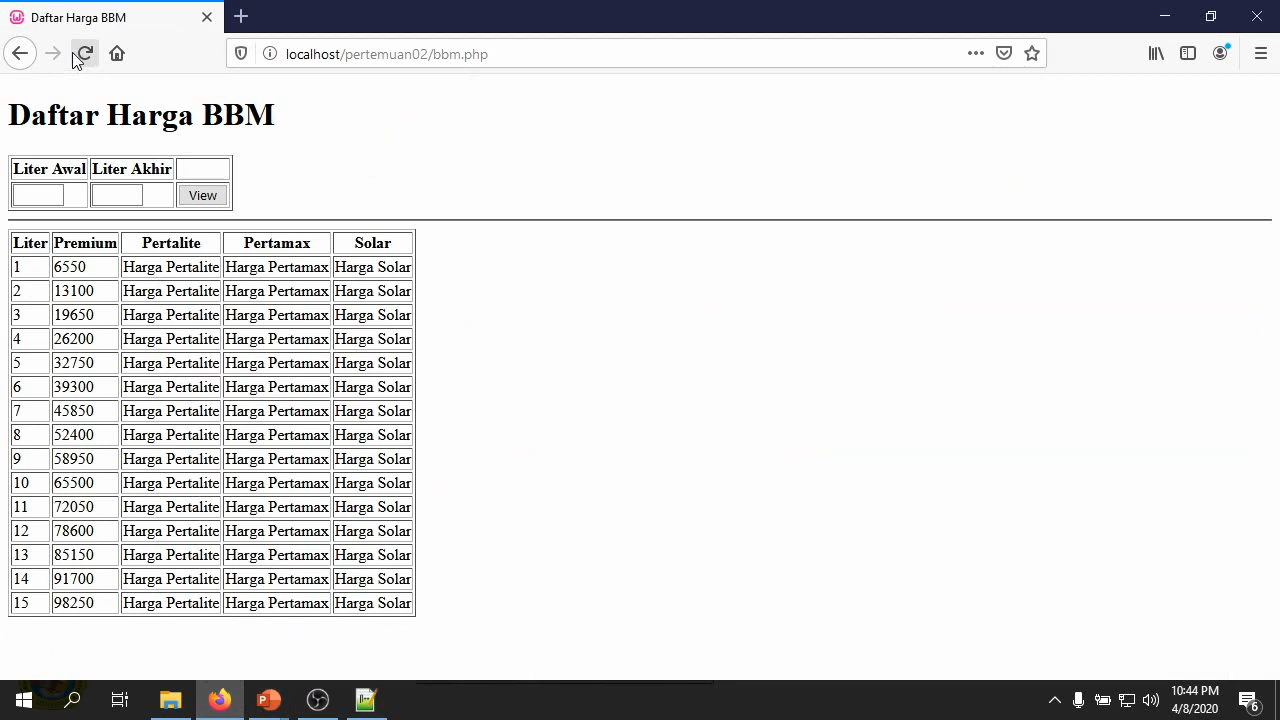 Daftar Harga BBM
localhost/pertemuan02/bbm.php
Daftar Harga BBM
Liter Awal Liter Akhir
View
Liter Premium Pertalite Pertamax Solar
1 6550 Harga Pertalite Harga Pertamax Harga Solar
2 13100 Harga Pertalite Harga Pertamax Harga Solar
3 19650 Harga Pertalite Harga Pertamax Harga Solar
4 26200 Harga Pertalite Harga Pertamax Harga Solar
5 32750 Harga Pertalite Harga Pertamax Harga Solar
6 39300 Harga Pertalite Harga Pertamax Harga Solar
7 45850 Harga Pertalite Harga Pertamax Harga Solar
8 52400 Harga Pertalite Harga Pertamax Harga Solar
9 58950 Harga Pertalite Harga Pertamax Harga Solar
10 65500 Harga Pertalite Harga Pertamax Harga Solar
11 72050 Harga Pertalite Harga Pertamax Harga Solar
12 78600 Harga Pertalite Harga Pertamax Harga Solar
13 85150 Harga Pertalite Harga Pertamax Harga Solar
14 91700 Harga Pertalite Harga Pertamax Harga Solar
15 98250 Harga Pertalite Harga Pertamax Harga Solar
10:44 PM
4/8/2020
6